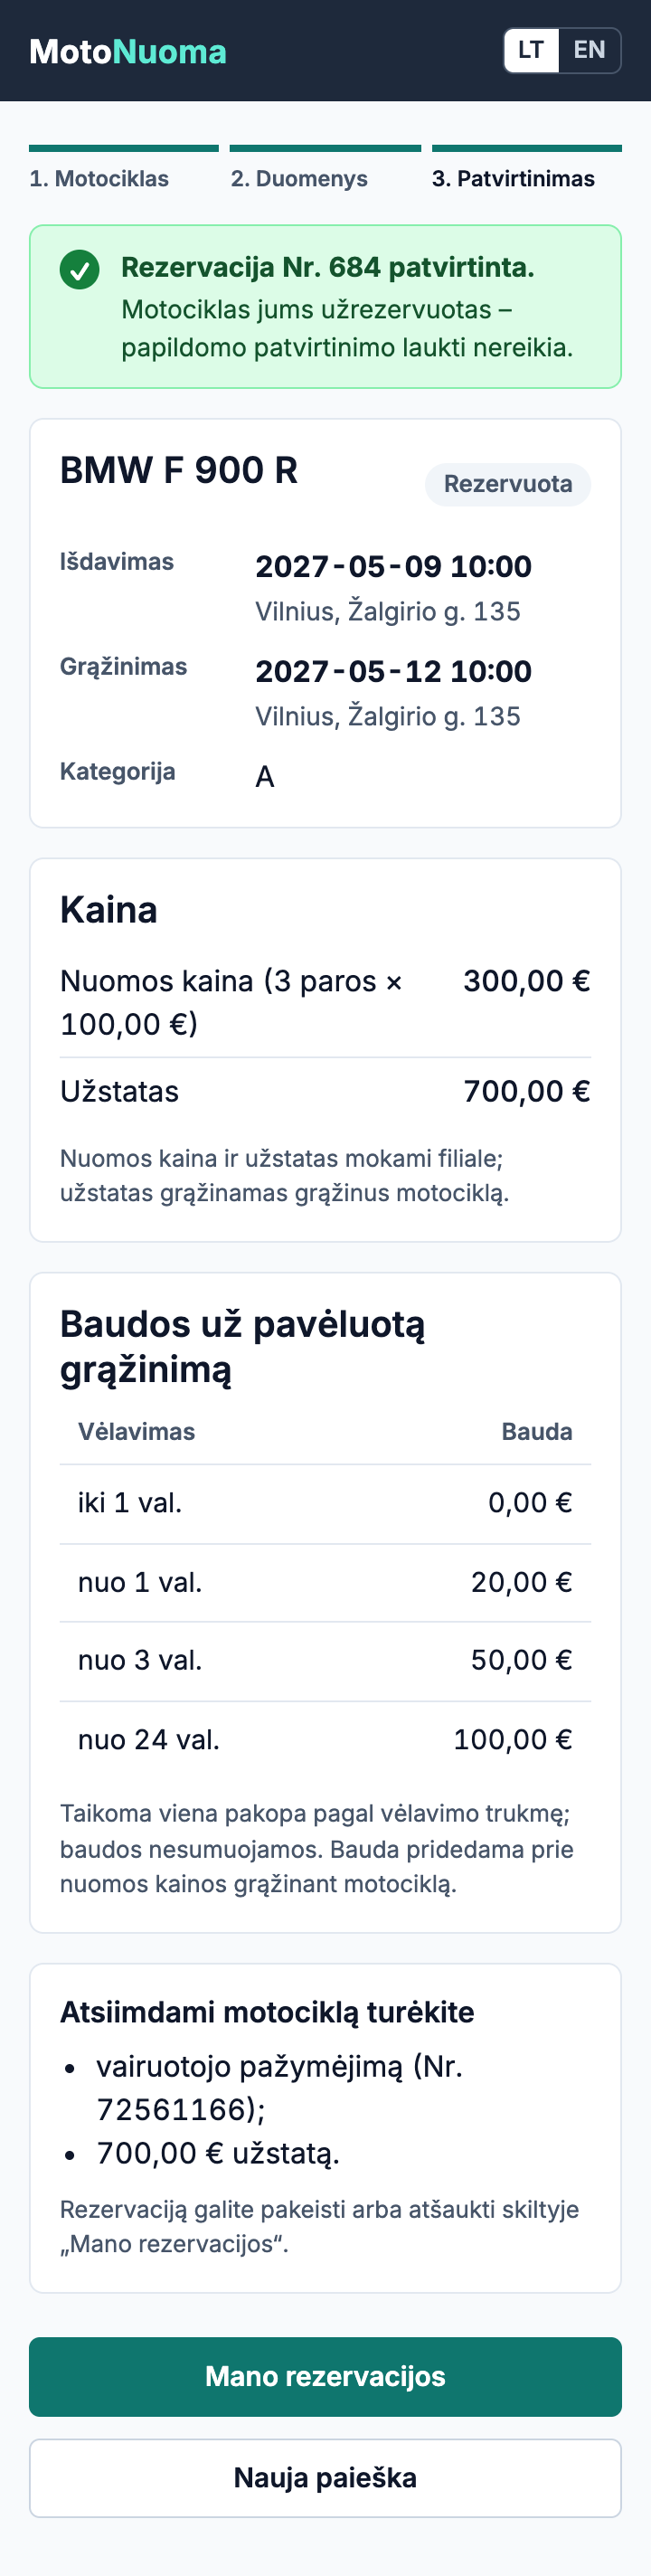 MotoNuoma
LT EN
1. Motociklas 2. Duomenys 3. Patvirtinimas
Rezervacija Nr. 684 patvirtinta.
Motociklas jums užrezervuotas –
papildomo patvirtinimo laukti nereikia.
BMW F 900 R
Rezervuota
Išdavimas 2027-05-09 10:00
Vilnius, Žalgirio g. 135
Grąžinimas 2027-05-12 10:00
Vilnius, Žalgirio g. 135
Kategorija A
Kaina
Nuomos kaina (3 paros × 300,00 €
100,00 €)
Užstatas 700,00 €
Nuomos kaina ir užstatas mokami filiale;
užstatas grąžinamas grąžinus motociklą.
Baudos už pavėluotą
grąžinimą
Vėlavimas Bauda
iki 1 val. 0,00 €
nuo 1 val. 20,00 €
nuo 3 val. 50,00 €
nuo 24 val. 100,00 €
Taikoma viena pakopa pagal vėlavimo trukmę;
baudos nesumuojamos. Bauda pridedama prie
nuomos kainos grąžinant motociklą.
Atsiimdami motociklą turėkite
• vairuotojo pažymėjimą (Nr.
72561166);
• 700,00 € užstatą.
Rezervaciją galite pakeisti arba atšaukti skiltyje
„Mano rezervacijos“.
Mano rezervacijos
Nauja paieška